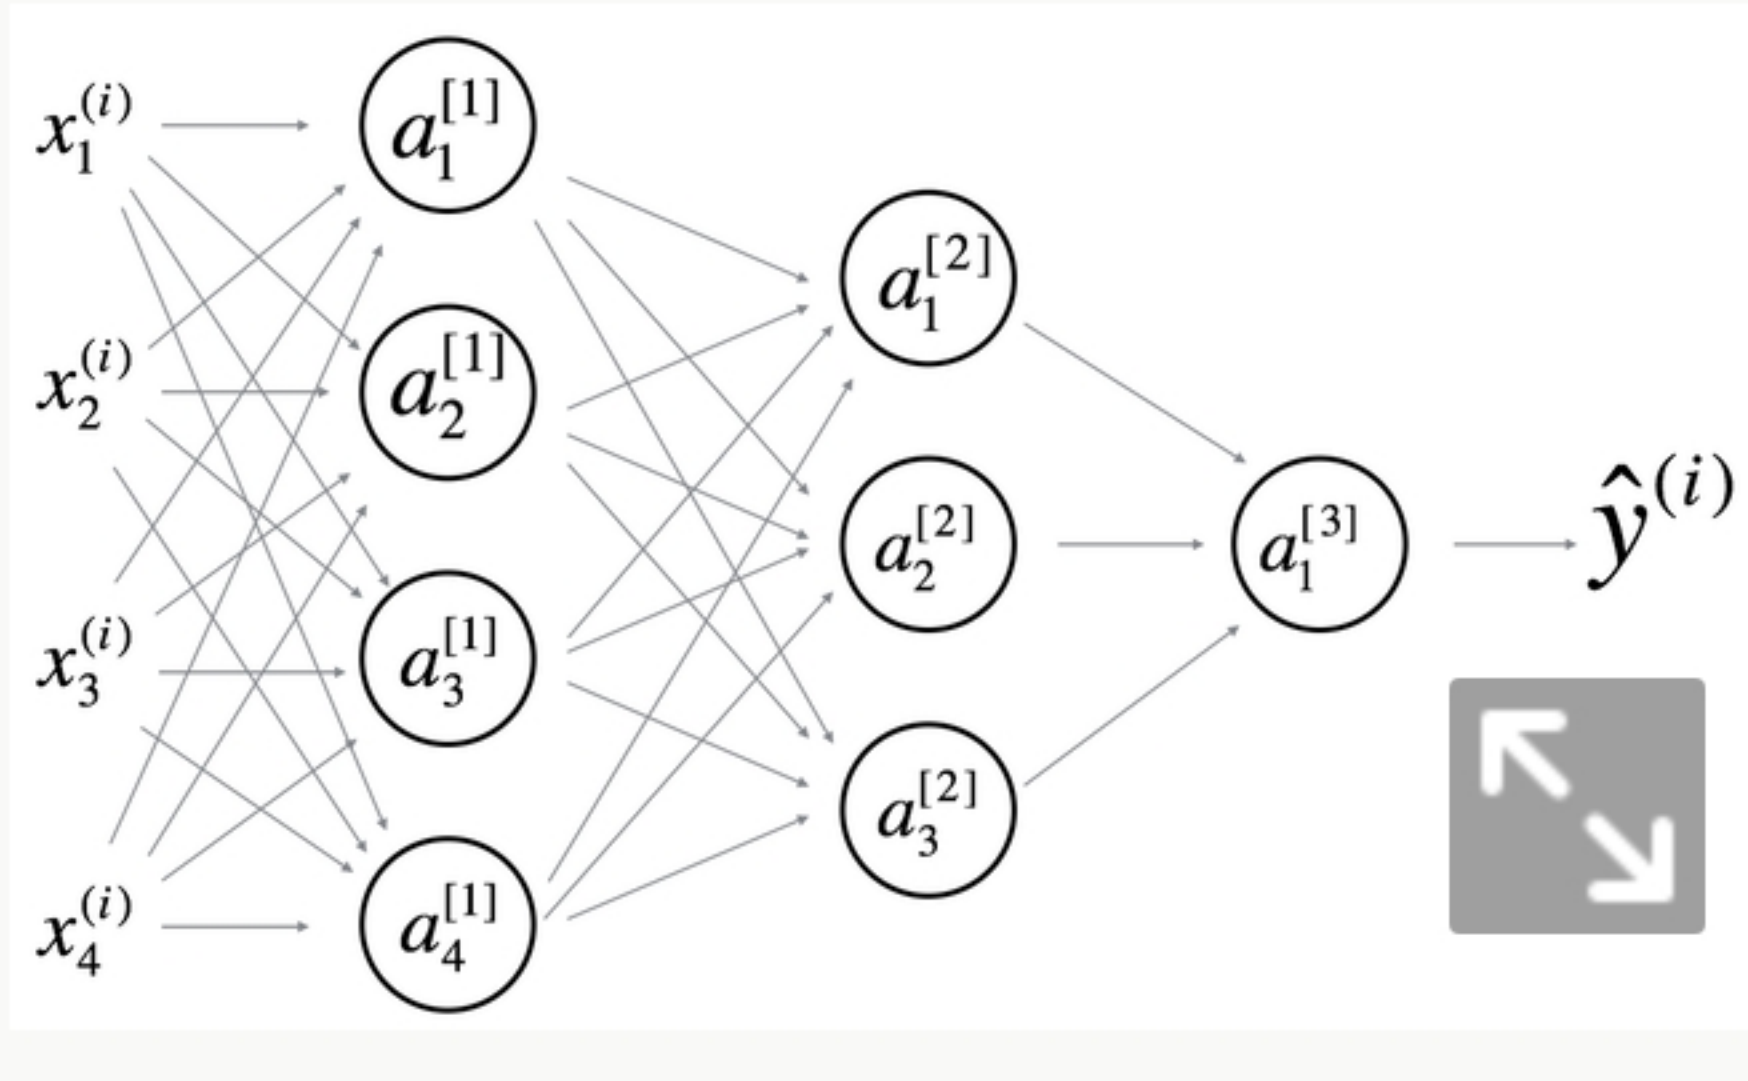 x_1^{(i)}
x_2^{(i)}
x_3^{(i)}
x_4^{(i)}
a_1^{[1]}
a_2^{[1]}
a_3^{[1]}
a_4^{[1]}
a_1^{[2]}
a_2^{[2]}
a_3^{[2]}
a_1^{[3]}
ŷ^{(i)}